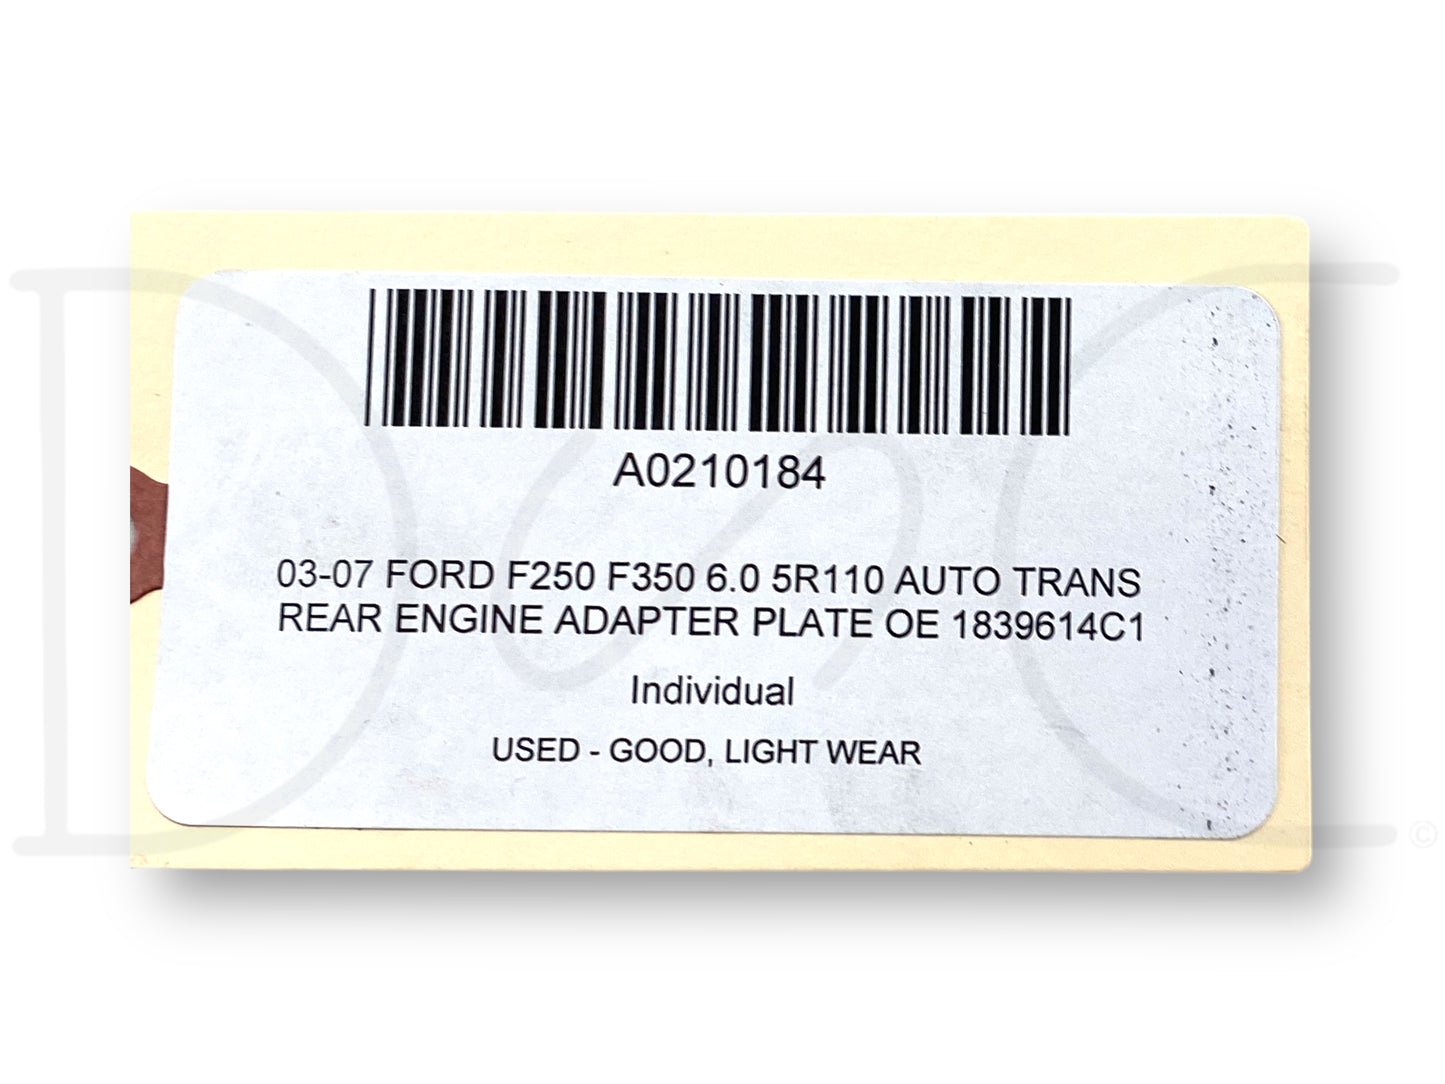 A0210184
03-07 FORD F250 F350 6.0 5R110 AUTO TRANS
REAR ENGINE ADAPTER PLATE OE 1839614C1
Individual
USED - GOOD, LIGHT WEAR